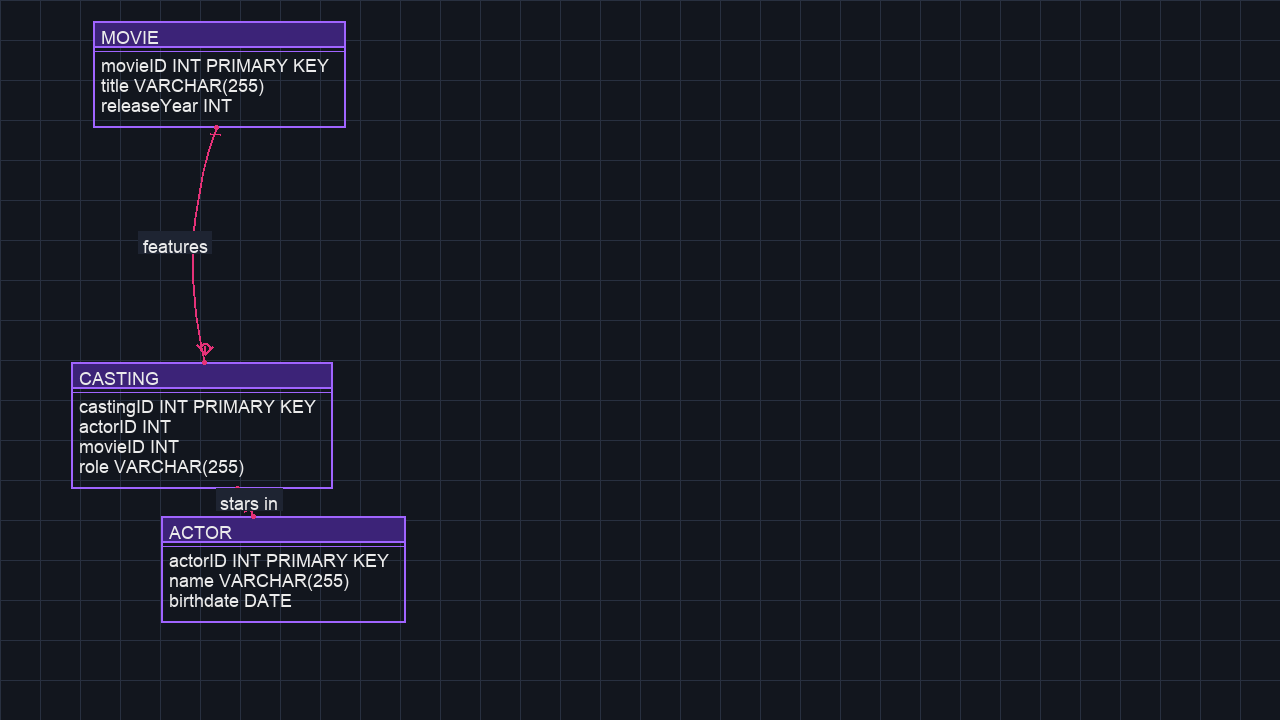 MOVIE
movieID INT PRIMARY KEY
title VARCHAR(255)
releaseYear INT
features
CASTING
castingID INT PRIMARY KEY
actorID INT
movieID INT
role VARCHAR(255)
stars in
ACTOR
actorID INT PRIMARY KEY
name VARCHAR(255)
birthdate DATE